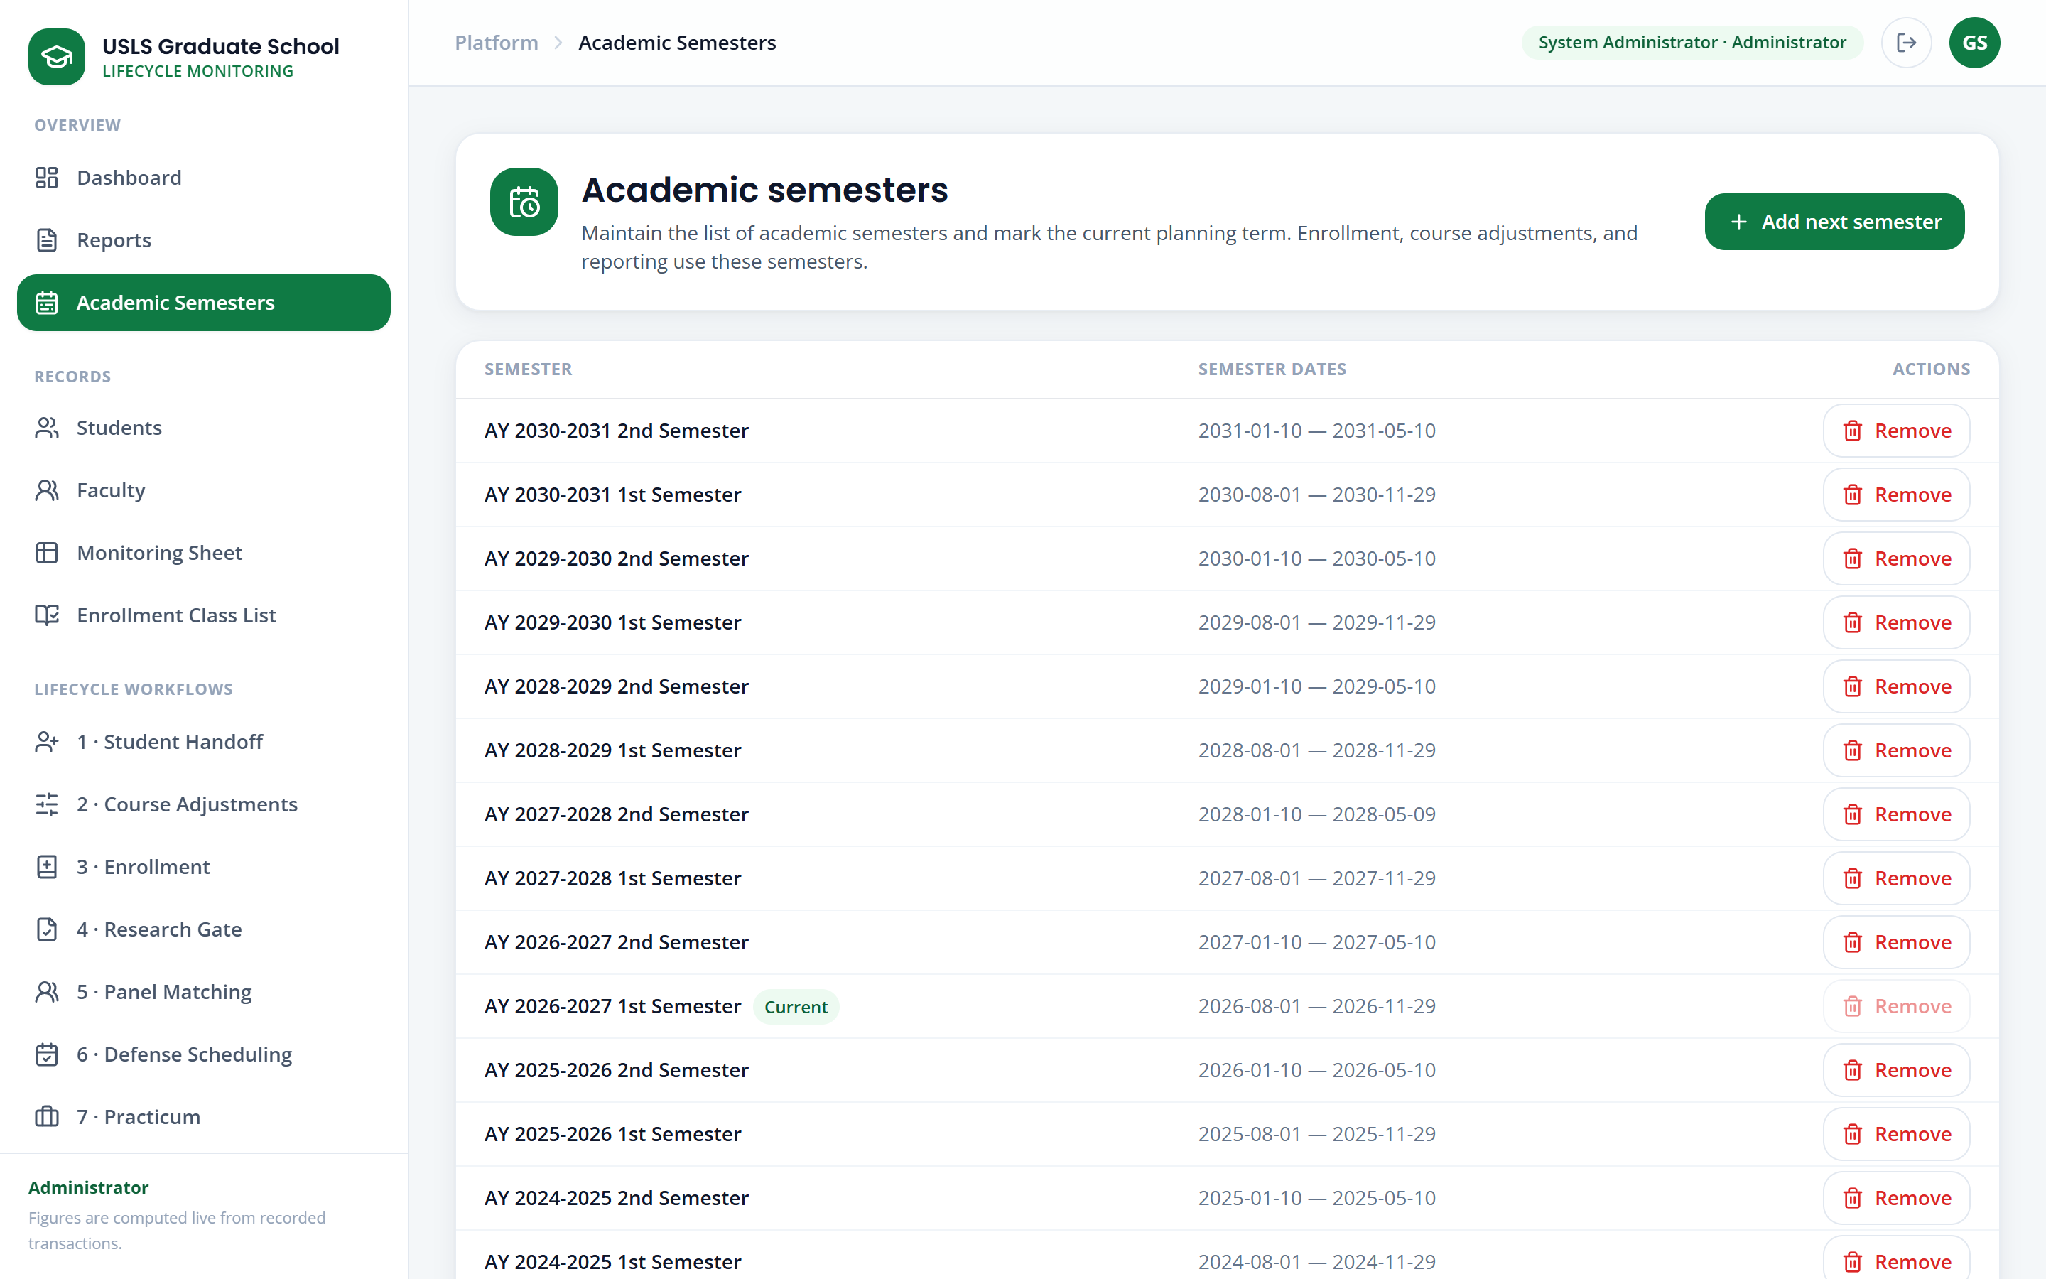 USLS Graduate School
LIFECYCLE MONITORING
OVERVIEW
Dashboard
Reports
Academic Semesters
RECORDS
Students
Faculty
Monitoring Sheet
Enrollment Class List
LIFECYCLE WORKFLOWS
1 · Student Handoff
2 · Course Adjustments
3 · Enrollment
4 · Research Gate
5 · Panel Matching
6 · Defense Scheduling
7 · Practicum
Administrator
Figures are computed live from recorded
transactions.
Platform > Academic Semesters
System Administrator · Administrator
GS
Academic semesters
Maintain the list of academic semesters and mark the current planning term. Enrollment, course adjustments, and
reporting use these semesters.
+ Add next semester
SEMESTER SEMESTER DATES ACTIONS
AY 2030-2031 2nd Semester 2031-01-10 — 2031-05-10 Remove
AY 2030-2031 1st Semester 2030-08-01 — 2030-11-29 Remove
AY 2029-2030 2nd Semester 2030-01-10 — 2030-05-10 Remove
AY 2029-2030 1st Semester 2029-08-01 — 2029-11-29 Remove
AY 2028-2029 2nd Semester 2029-01-10 — 2029-05-10 Remove
AY 2028-2029 1st Semester 2028-08-01 — 2028-11-29 Remove
AY 2027-2028 2nd Semester 2028-01-10 — 2028-05-09 Remove
AY 2027-2028 1st Semester 2027-08-01 — 2027-11-29 Remove
AY 2026-2027 2nd Semester 2027-01-10 — 2027-05-10 Remove
AY 2026-2027 1st Semester Current 2026-08-01 — 2026-11-29 Remove
AY 2025-2026 2nd Semester 2026-01-10 — 2026-05-10 Remove
AY 2025-2026 1st Semester 2025-08-01 — 2025-11-29 Remove
AY 2024-2025 2nd Semester 2025-01-10 — 2025-05-10 Remove
AY 2024-2025 1st Semester 2024-08-01 — 2024-11-29 Remove